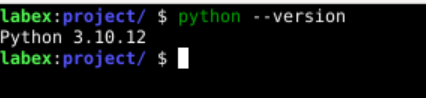 labex:project/ $ python --version
Python 3.10.12
labex:project/ $